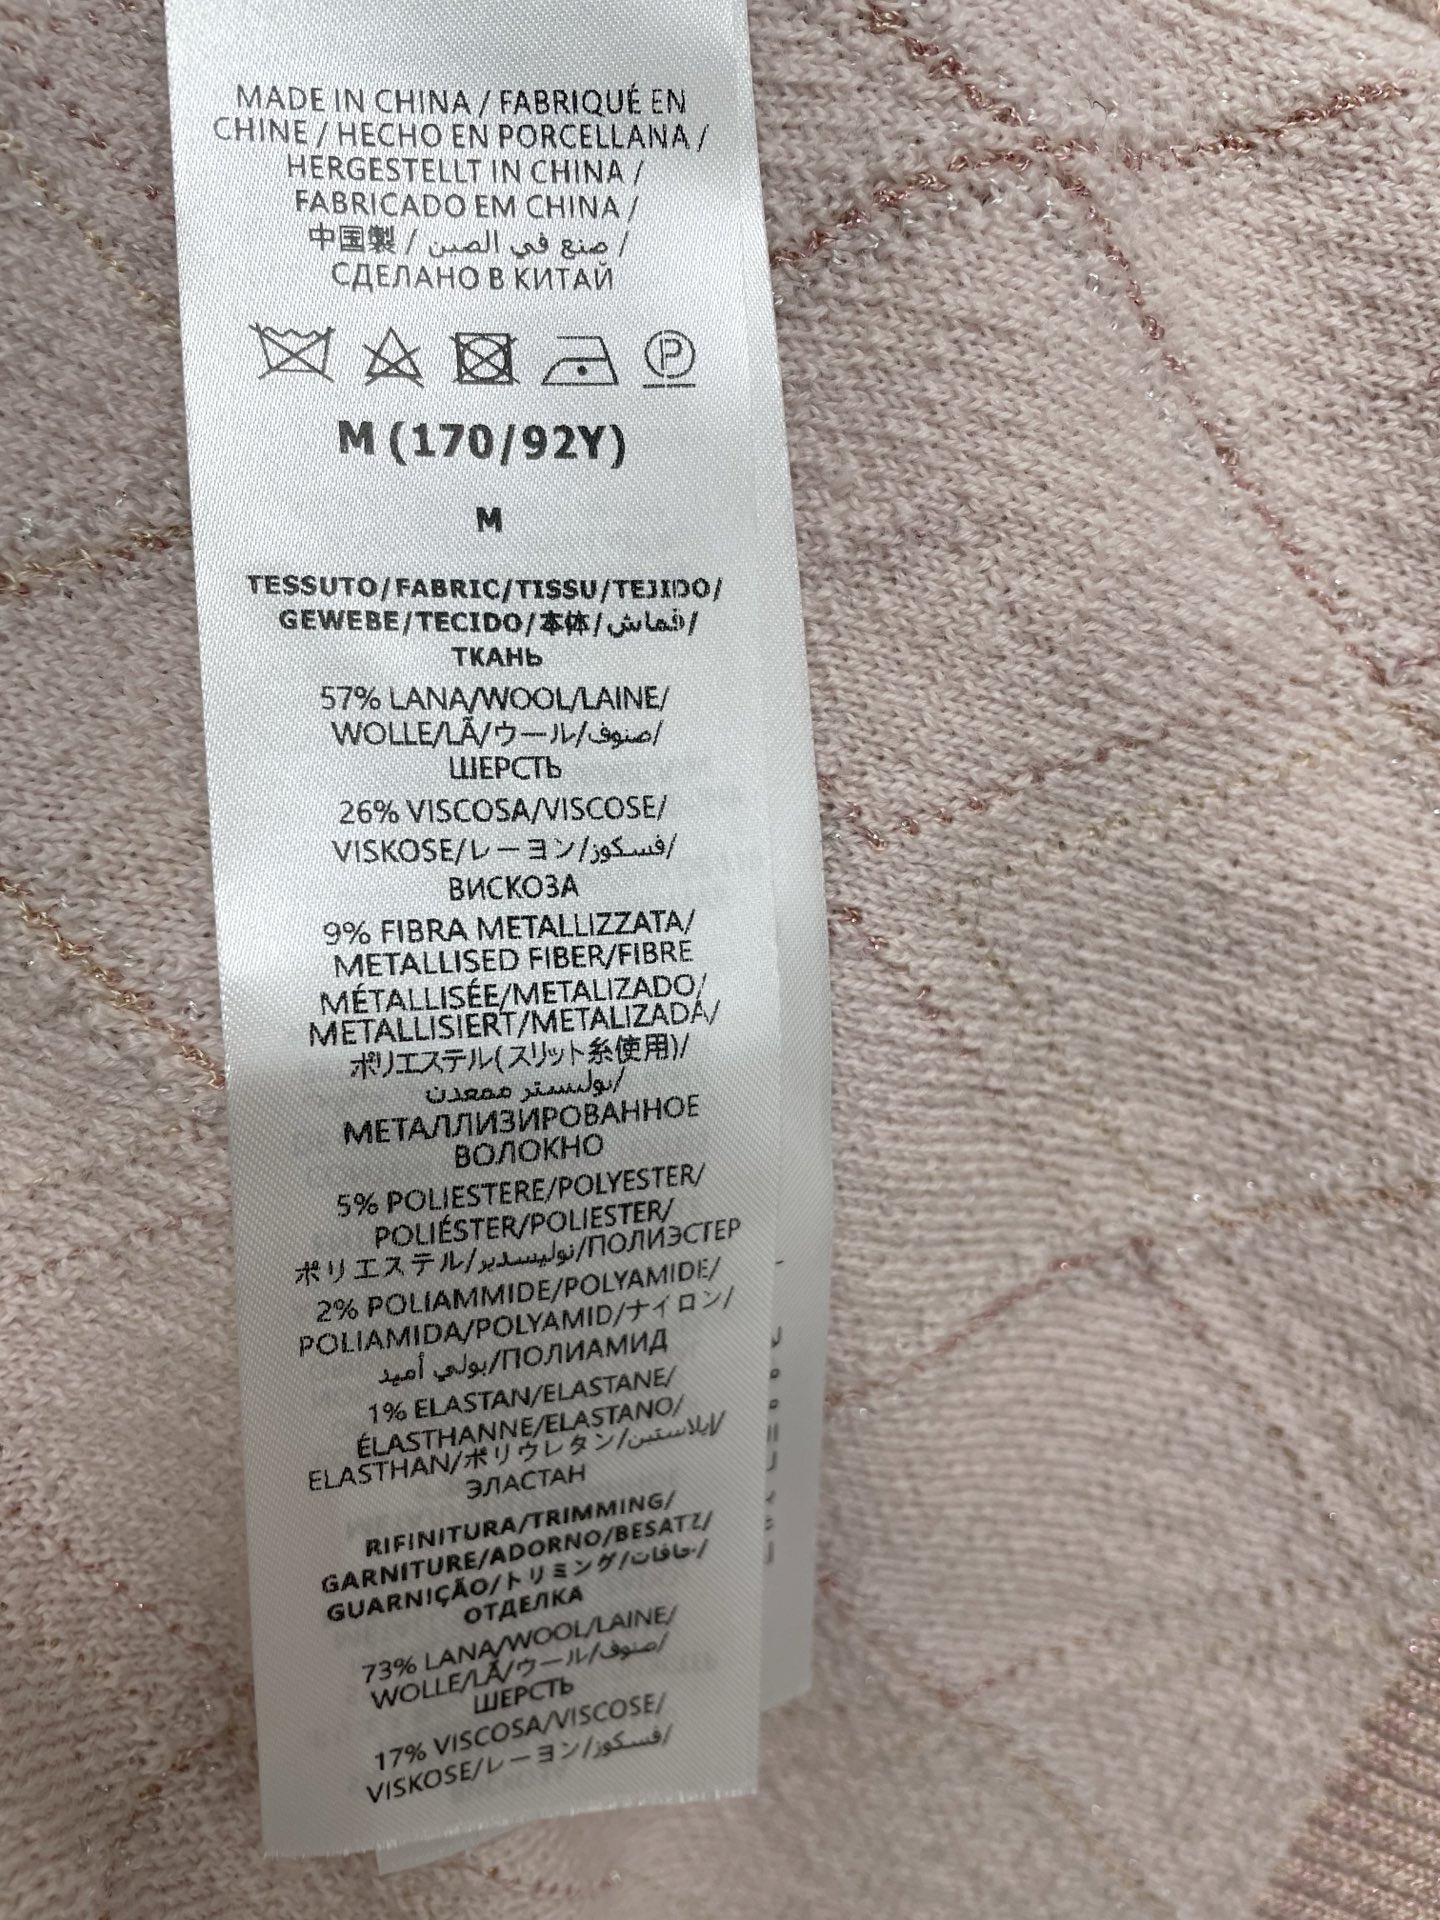 MADE IN CHINA / FABRIQUÉ EN
CHINE / HECHO EN PORCELLANA /
HERGESTELLT IN CHINA /
FABRICADO EM CHINA /
中国製 / صنع في الصين /
СДЕЛАНО В КИТАЙ
P
M (170/92Y)
M
TESSUTO/FABRIC/TISSU/TEJIDO/
GEWEBE/TECIDO/本体/قماش/
ТКАНЬ
57% LANA/WOOL/LAINE/
WOLLE/LÃ/ウール/صنوف/
ШЕРСТЬ
26% VISCOSA/VISCOSE/
VISKOSE/レーヨン/فسكوز/
ВИСКОЗА
9% FIBRA METALLIZZATA/
METALLISED FIBER/FIBRE
MÉTALLISÉE/METALIZADO/
METALLISIERT/METALIZADA/
ポリエステル(スリット糸使用)/
بوليستر ممعدن/
МЕТАЛЛИЗИРОВАННОЕ
ВОЛОКНО
5% POLIESTERE/POLYESTER/
POLIÉSTER/POLIESTER/
ポリエステル/نوليسدير/ПОЛИЭСТЕР
2% POLIAMMIDE/POLYAMIDE/
POLIAMIDA/POLYAMID/ナイロン/
بولي أميد/ПОЛИАМИД
1% ELASTAN/ELASTANE/
ÉLASTHANNE/ELASTANO/
ELASTHAN/ポリウレタン/إيلاستين/
ЭЛАСТАН
RIFINITURA/TRIMMING/
GARNITURE/ADORNO/BESATZ/
GUARNIÇÃO/トリミング/حافات/
ОТДЕЛКА
73% LANA/WOOL/LAINE/
WOLLE/LÃ/ウール/صنوف/
ШЕРСТЬ
17% VISCOSA/VISCOSE/
VISKOSE/レーヨン/فسكوز/